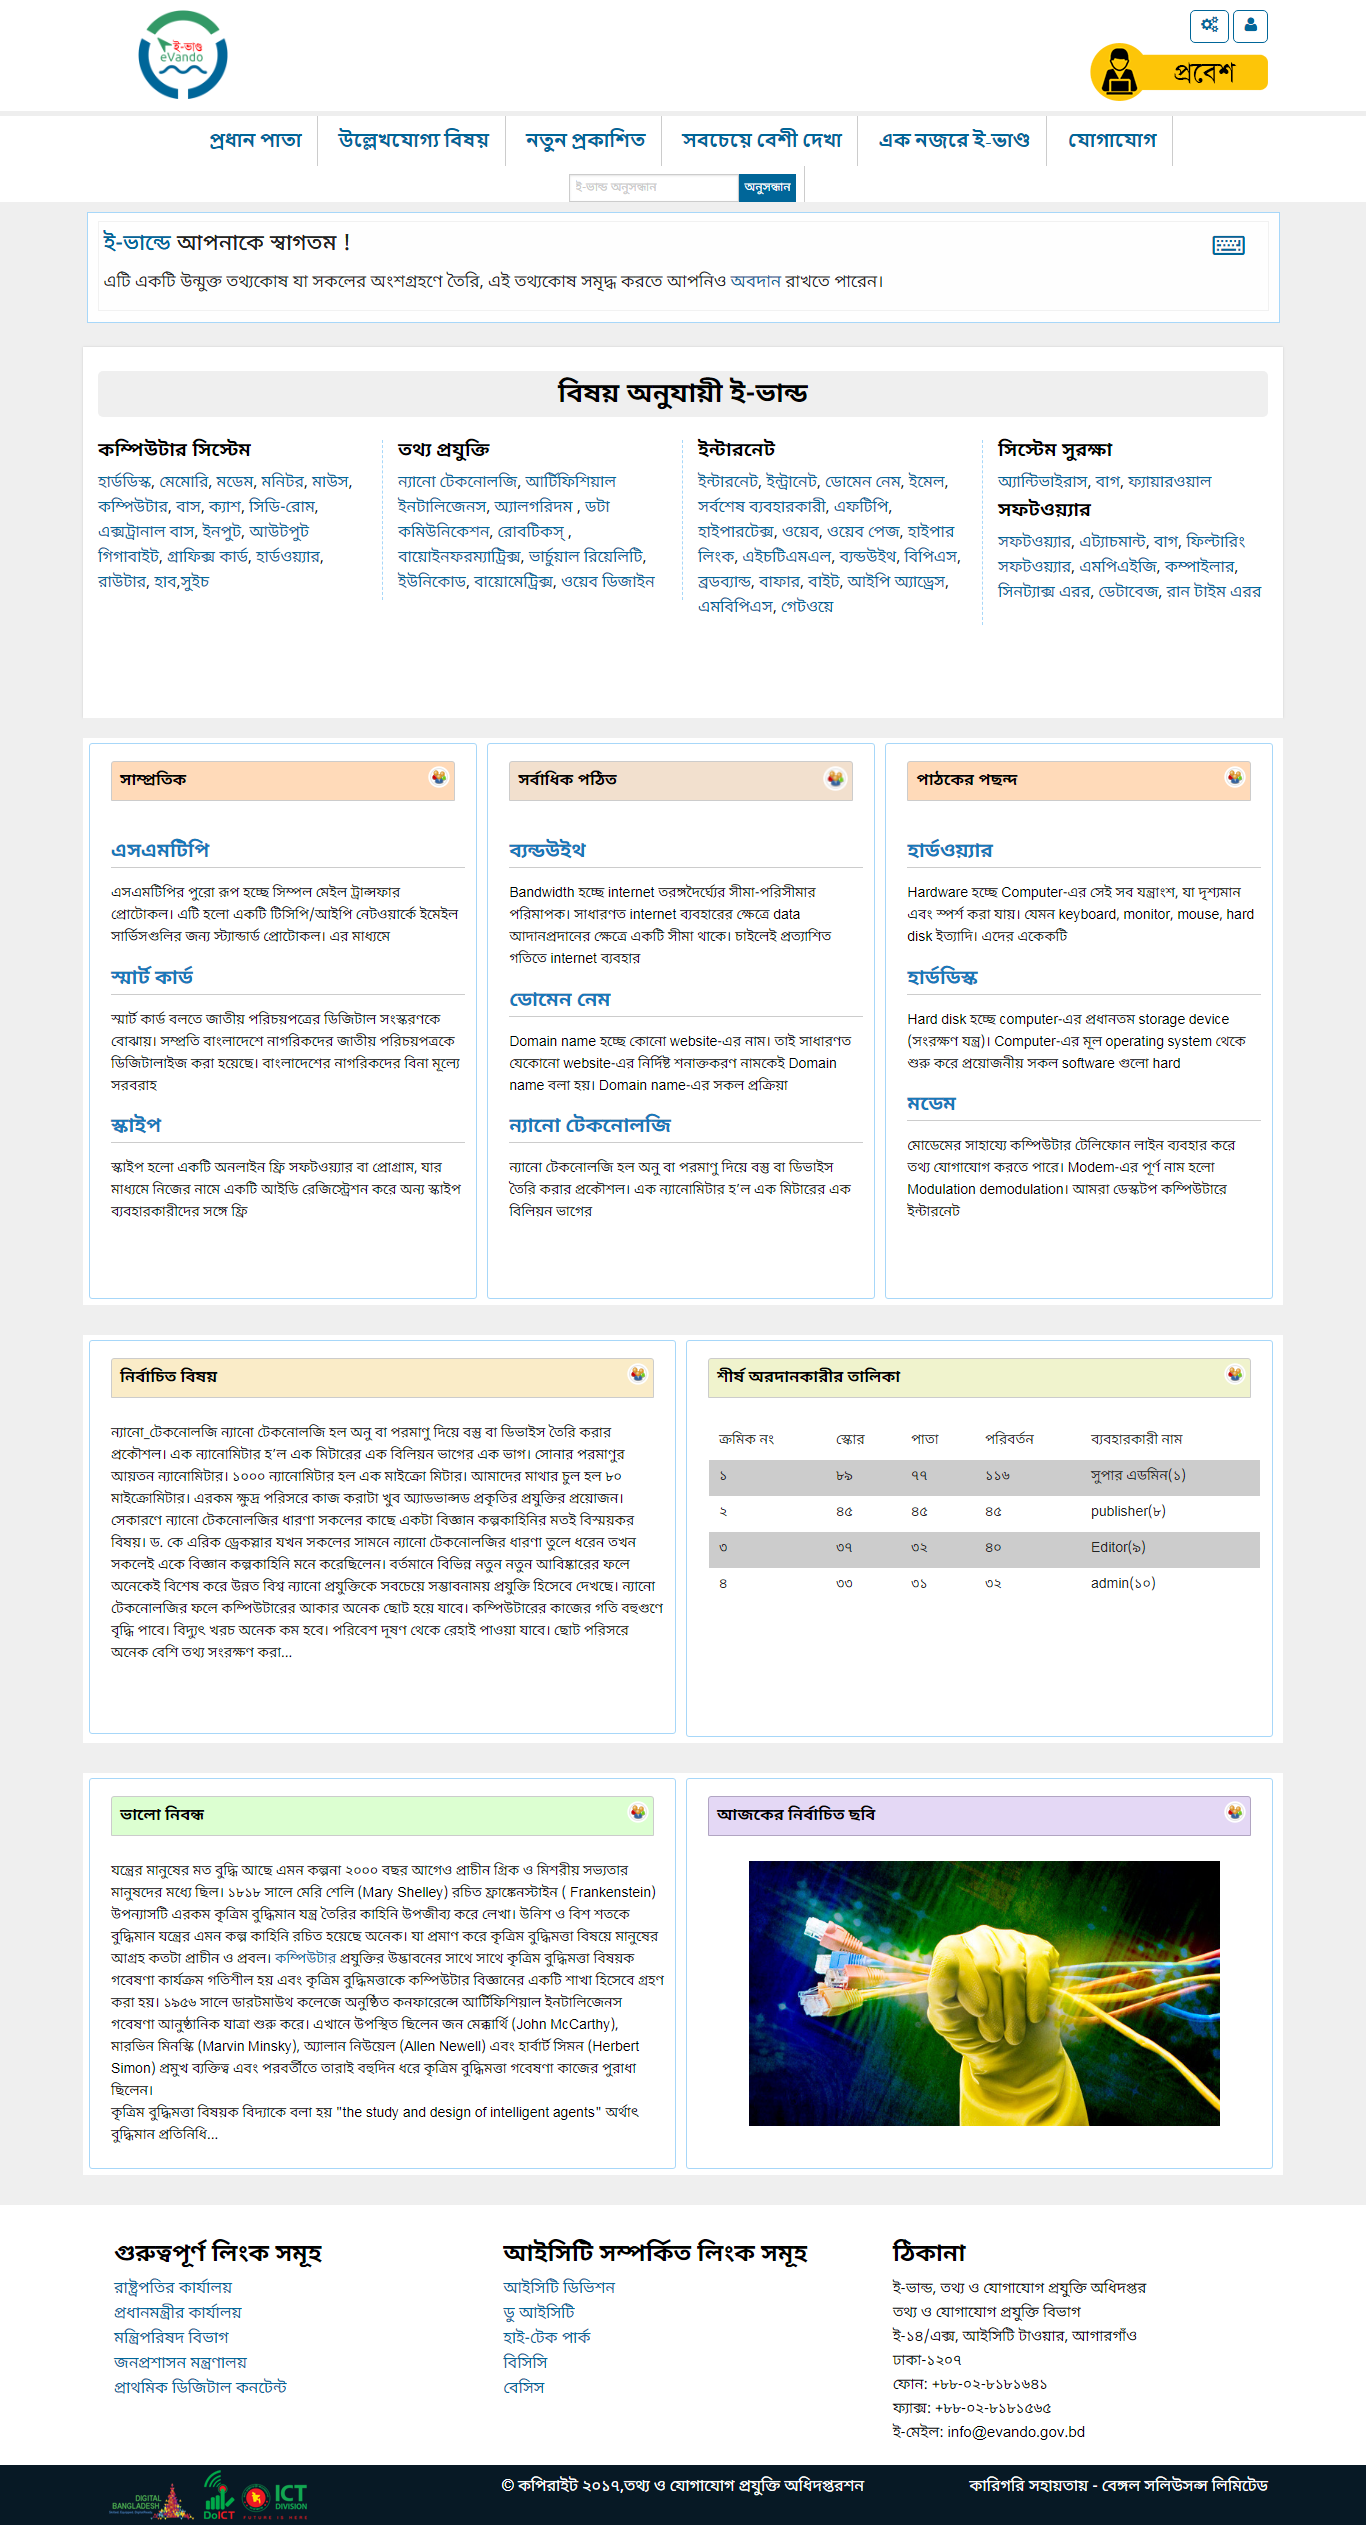 ই-ভাণ্ড
eVando
প্রবেশ
প্রধান পাতা
উল্লেখযোগ্য বিষয়
নতুন প্রকাশিত
সবচেয়ে বেশী দেখা
এক নজরে ই-ভাণ্ড
যোগাযোগ
ই-ভান্ড অনুসন্ধান
অনুসন্ধান
ই-ভান্ডে আপনাকে স্বাগতম !
এটি একটি উন্মুক্ত তথ্যকোষ যা সকলের অংশগ্রহণে তৈরি, এই তথ্যকোষ সমৃদ্ধ করতে আপনিও অবদান রাখতে পারেন।
বিষয় অনুযায়ী ই-ভান্ড
কম্পিউটার সিস্টেম
হার্ডডিস্ক, মেমোরি, মডেম, মনিটর, মাউস,
কম্পিউটার, বাস, ক্যাশ, সিডি-রোম,
এক্সট্রানাল বাস, ইনপুট, আউটপুট
গিগাবাইট, গ্রাফিক্স কার্ড, হার্ডওয়্যার,
রাউটার, হাব,সুইচ
তথ্য প্রযুক্তি
ন্যানো টেকনোলজি, আর্টিফিশিয়াল
ইনটালিজেনস, অ্যালগরিদম , ডটা
কমিউনিকেশন, রোবটিকস্ ,
বায়োইনফরম্যাট্রিক্স, ভার্চুয়াল রিয়েলিটি,
ইউনিকোড, বায়োমেট্রিক্স, ওয়েব ডিজাইন
ইন্টারনেট
ইন্টারনেট, ইন্ট্রানেট, ডোমেন নেম, ইমেল,
সর্বশেষ ব্যবহারকারী, এফটিপি,
হাইপারটেক্স, ওয়েব, ওয়েব পেজ, হাইপার
লিংক, এইচটিএমএল, ব্যন্ডউইথ, বিপিএস,
ব্রডব্যান্ড, বাফার, বাইট, আইপি অ্যাড্রেস,
এমবিপিএস, গেটওয়ে
সিস্টেম সুরক্ষা
অ্যান্টিভাইরাস, বাগ, ফ্যায়ারওয়াল
সফটওয়্যার
সফটওয়্যার, এট্যাচমান্ট, বাগ, ফিল্টারিং
সফটওয়্যার, এমপিএইজি, কম্পাইলার,
সিনট্যাক্স এরর, ডেটাবেজ, রান টাইম এরর
সাম্প্রতিক
এসএমটিপি
এসএমটিপির পুরো রূপ হচ্ছে সিম্পল মেইল ট্রান্সফার
প্রোটোকল। এটি হলো একটি টিসিপি/আইপি নেটওয়ার্কে ইমেইল
সার্ভিসগুলির জন্য স্ট্যান্ডার্ড প্রোটোকল। এর মাধ্যমে
স্মার্ট কার্ড
স্মার্ট কার্ড বলতে জাতীয় পরিচয়পত্রের ডিজিটাল সংস্করণকে
বোঝায়। সম্প্রতি বাংলাদেশে নাগরিকদের জাতীয় পরিচয়পত্রকে
ডিজিটালাইজ করা হয়েছে। বাংলাদেশের নাগরিকদের বিনা মূল্যে
সরবরাহ
স্কাইপ
স্কাইপ হলো একটি অনলাইন ফ্রি সফটওয়্যার বা প্রোগ্রাম, যার
মাধ্যমে নিজের নামে একটি আইডি রেজিস্ট্রেশন করে অন্য স্কাইপ
ব্যবহারকারীদের সঙ্গে ফ্রি
সর্বাধিক পঠিত
ব্যন্ডউইথ
Bandwidth হচ্ছে internet তরঙ্গদৈর্ঘ্যের সীমা-পরিসীমার
পরিমাপক। সাধারণত internet ব্যবহারের ক্ষেত্রে data
আদানপ্রদানের ক্ষেত্রে একটি সীমা থাকে। চাইলেই প্রত্যাশিত
গতিতে internet ব্যবহার
ডোমেন নেম
Domain name হচ্ছে কোনো website-এর নাম। তাই সাধারণত
যেকোনো website-এর নির্দিষ্ট শনাক্তকরণ নামকেই Domain
name বলা হয়। Domain name-এর সকল প্রক্রিয়া
ন্যানো টেকনোলজি
ন্যানো টেকনোলজি হল অনু বা পরমাণু দিয়ে বস্তু বা ডিভাইস
তৈরি করার প্রকৌশল। এক ন্যানোমিটার হ'ল এক মিটারের এক
বিলিয়ন ভাগের
পাঠকের পছন্দ
হার্ডওয়্যার
Hardware হচ্ছে Computer-এর সেই সব যন্ত্রাংশ, যা দৃশ্যমান
এবং স্পর্শ করা যায়। যেমন keyboard, monitor, mouse, hard
disk ইত্যাদি। এদের একেকটি
হার্ডডিস্ক
Hard disk হচ্ছে computer-এর প্রধানতম storage device
(সংরক্ষণ যন্ত্র)। Computer-এর মূল operating system থেকে
শুরু করে প্রয়োজনীয় সকল software গুলো hard
মডেম
মোডেমের সাহায্যে কম্পিউটার টেলিফোন লাইন ব্যবহার করে
তথ্য যোগাযোগ করতে পারে। Modem-এর পূর্ণ নাম হলো
Modulation demodulation। আমরা ডেস্কটপ কম্পিউটারে
ইন্টারনেট
নির্বাচিত বিষয়
ন্যানো_টেকনোলজি ন্যানো টেকনোলজি হল অনু বা পরমাণু দিয়ে বস্তু বা ডিভাইস তৈরি করার
প্রকৌশল। এক ন্যানোমিটার হ'ল এক মিটারের এক বিলিয়ন ভাগের এক ভাগ। সোনার পরমাণুর
আয়তন ন্যানোমিটার। ১০০০ ন্যানোমিটার হল এক মাইক্রো মিটার। আমাদের মাথার চুল হল ৮০
মাইক্রোমিটার। এরকম ক্ষুদ্র পরিসরে কাজ করাটা খুব অ্যাডভান্সড প্রকৃতির প্রযুক্তির প্রয়োজন।
সেকারণে ন্যানো টেকনোলজির ধারণা সকলের কাছে একটা বিজ্ঞান কল্পকাহিনির মতই বিস্ময়কর
বিষয়। ড. কে এরিক ড্রেকল্লার যখন সকলের সামনে ন্যানো টেকনোলজির ধারণা তুলে ধরেন তখন
সকলেই একে বিজ্ঞান কল্পকাহিনি মনে করেছিলেন। বর্তমানে বিভিন্ন নতুন নতুন আবিষ্কারের ফলে
অনেকেই বিশেষ করে উন্নত বিশ্ব ন্যানো প্রযুক্তিকে সবচেয়ে সম্ভাবনাময় প্রযুক্তি হিসেবে দেখছে। ন্যানো
টেকনোলজির ফলে কম্পিউটারের আকার অনেক ছোট হয়ে যাবে। কম্পিউটারের কাজের গতি বহুগুণে
বৃদ্ধি পাবে। বিদ্যুৎ খরচ অনেক কম হবে। পরিবেশ দূষণ থেকে রেহাই পাওয়া যাবে। ছোট পরিসরে
অনেক বেশি তথ্য সংরক্ষণ করা...
শীর্ষ অরদানকারীর তালিকা
ক্রমিক নং স্কোর পাতা পরিবর্তন ব্যবহারকারী নাম
১ ৮৯ ৭৭ ১১৬ সুপার এডমিন(১)
২ ৪৫ ৪৫ ৪৫ publisher(৮)
৩ ৩৭ ৩২ ৪০ Editor(৯)
৪ ৩৩ ৩১ ৩২ admin(১০)
ভালো নিবন্ধ
যন্ত্রের মানুষের মত বুদ্ধি আছে এমন কল্পনা ২০০০ বছর আগেও প্রাচীন গ্রিক ও মিশরীয় সভ্যতার
মানুষদের মধ্যে ছিল। ১৮১৮ সালে মেরি শেলি (Mary Shelley) রচিত ফ্রাঙ্কেনস্টাইন ( Frankenstein)
উপন্যাসটি এরকম কৃত্রিম বুদ্ধিমান যন্ত্র তৈরির কাহিনি উপজীব্য করে লেখা। উনিশ ও বিশ শতকে
বুদ্ধিমান যন্ত্রের এমন কল্প কাহিনি রচিত হয়েছে অনেক। যা প্রমাণ করে কৃত্রিম বুদ্ধিমত্তা বিষয়ে মানুষের
আগ্রহ কতটা প্রাচীন ও প্রবল। কম্পিউটার প্রযুক্তির উদ্ভাবনের সাথে সাথে কৃত্রিম বুদ্ধিমত্তা বিষয়ক
গবেষণা কার্যক্রম গতিশীল হয় এবং কৃত্রিম বুদ্ধিমত্তাকে কম্পিউটার বিজ্ঞানের একটি শাখা হিসেবে গ্রহণ
করা হয়। ১৯৫৬ সালে ডারটমাউথ কলেজে অনুষ্ঠিত কনফারেন্সে আর্টিফিশিয়াল ইনটালিজেনস
গবেষণা আনুষ্ঠানিক যাত্রা শুরু করে। এখানে উপস্থিত ছিলেন জন মেক্কার্থি (John McCarthy),
মারভিন মিনস্কি (Marvin Minsky), অ্যালান নিউয়েল (Allen Newell) এবং হার্বার্ট সিমন (Herbert
Simon) প্রমুখ ব্যক্তিত্ব এবং পরবর্তীতে তারাই বহুদিন ধরে কৃত্রিম বুদ্ধিমত্তা গবেষণা কাজের পুরাধা
ছিলেন।
কৃত্রিম বুদ্ধিমত্তা বিষয়ক বিদ্যাকে বলা হয় "the study and design of intelligent agents" অর্থাৎ
বুদ্ধিমান প্রতিনিধি...
আজকের নির্বাচিত ছবি
গুরুত্বপূর্ণ লিংক সমূহ
রাষ্ট্রপতির কার্যালয়
প্রধানমন্ত্রীর কার্যালয়
মন্ত্রিপরিষদ বিভাগ
জনপ্রশাসন মন্ত্রণালয়
প্রাথমিক ডিজিটাল কনটেন্ট
আইসিটি সম্পর্কিত লিংক সমূহ
আইসিটি ডিভিশন
ডু আইসিটি
হাই-টেক পার্ক
বিসিসি
বেসিস
ঠিকানা
ই-ভান্ড, তথ্য ও যোগাযোগ প্রযুক্তি অধিদপ্তর
তথ্য ও যোগাযোগ প্রযুক্তি বিভাগ
ই-১৪/এক্স, আইসিটি টাওয়ার, আগারগাঁও
ঢাকা-১২০৭
ফোন: +৮৮-০২-৮১৮১৬৪১
ফ্যাক্স: +৮৮-০২-৮১৮১৫৬৫
ই-মেইল: info@evando.gov.bd
DIGITAL
BANGLADESH
DoICT
ICT
DIVISION
FUTURE IS HERE
© কপিরাইট ২০১৭,তথ্য ও যোগাযোগ প্রযুক্তি অধিদপ্তরশন
কারিগরি সহায়তায় - বেঙ্গল সলিউসন্স লিমিটেড